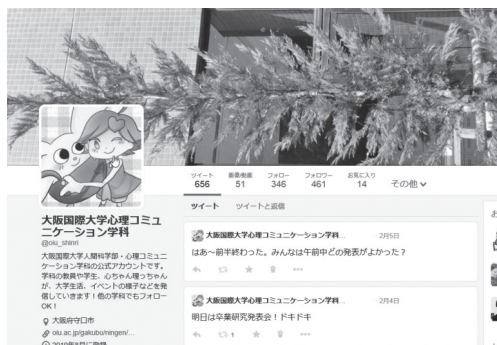 ツイート 画像/動画 フォロー フォロワー お気に入り
656 51 346 461 14 その他
ツイート ツイートと返信
大阪国際大学心理コミュ
ニケーション学科
@oiu_shinri
大阪国際大学人間科学部・心理コミュニ
ケーション学科の公式アカウントです。
学科の教員や学生、心ちゃん理っちゃん
が、大学生活、イベントの様子などを発
信していきます！他の学科でもフォロー
OK！
大阪府守口市
oiu.ac.jp/gakubu/ningen/...
大阪国際大学心理コミュニケーション学科... · 2月5日
はあ～前半終わった。みんなは午前中どの発表がよかった？
大阪国際大学心理コミュニケーション学科... · 2月4日
明日は卒業研究発表会！ドキドキ
1
お